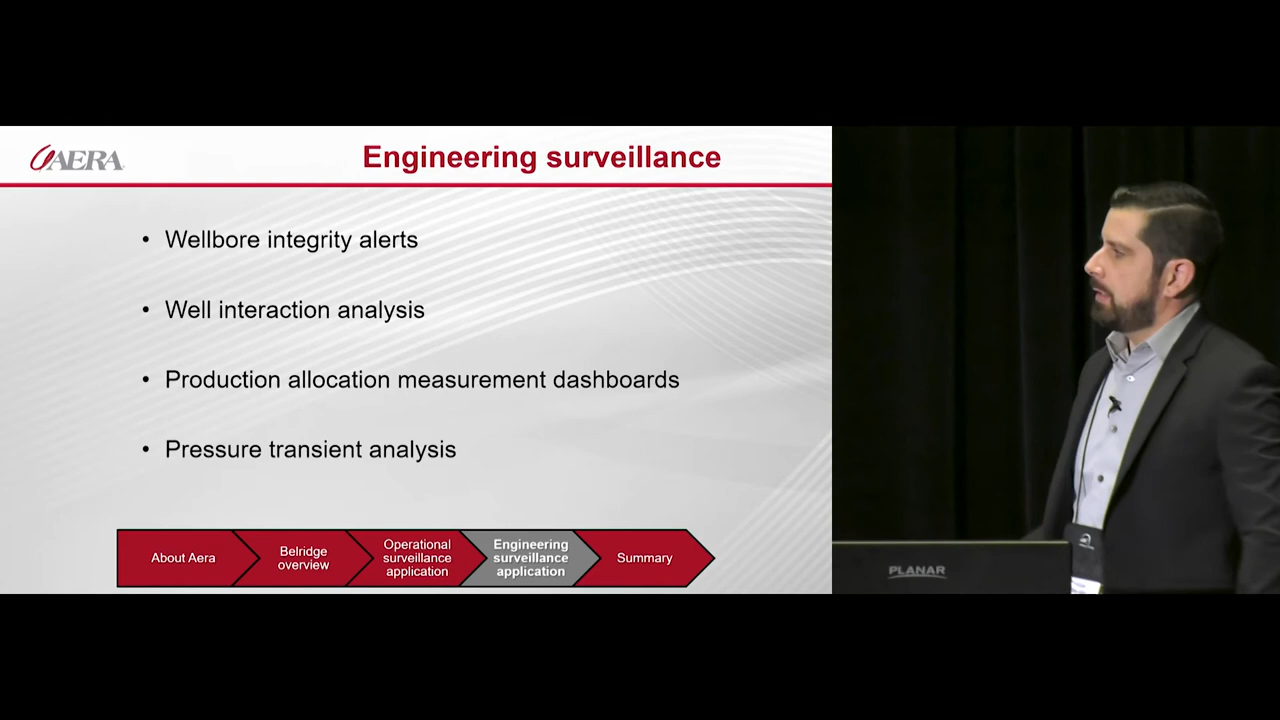 AERA
Engineering surveillance
• Wellbore integrity alerts
• Well interaction analysis
• Production allocation measurement dashboards
• Pressure transient analysis
About Aera
Belridge
overview
Operational
surveillance
application
Engineering
surveillance
application
Summary
PLANAR